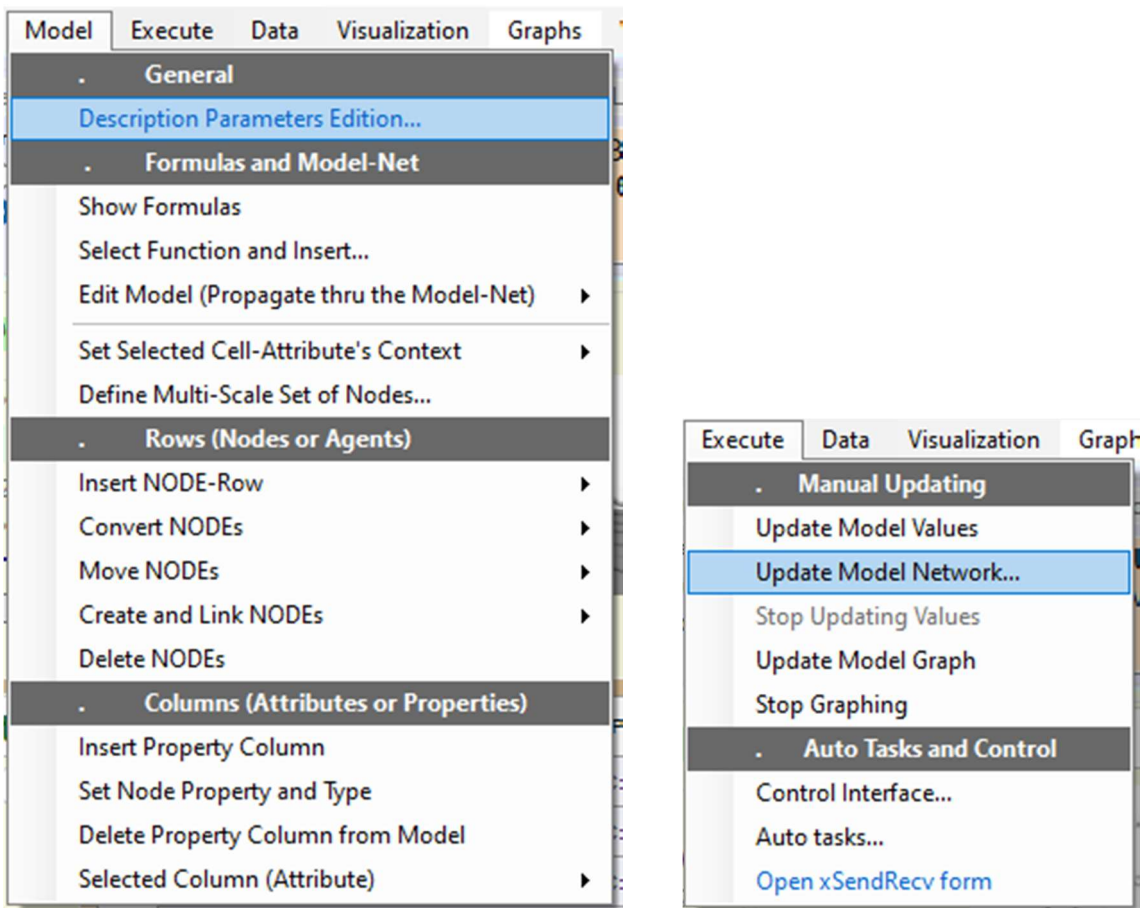 Model Execute Data Visualization Graphs
. General
Description Parameters Edition...
. Formulas and Model-Net
Show Formulas
Select Function and Insert...
Edit Model (Propagate thru the Model-Net)
Set Selected Cell-Attribute's Context
Define Multi-Scale Set of Nodes...
. Rows (Nodes or Agents)
Insert NODE-Row
Convert NODEs
Move NODEs
Create and Link NODEs
Delete NODEs
. Columns (Attributes or Properties)
Insert Property Column
Set Node Property and Type
Delete Property Column from Model
Selected Column (Attribute)
Execute Data Visualization Graph
. Manual Updating
Update Model Values
Update Model Network...
Stop Updating Values
Update Model Graph
Stop Graphing
. Auto Tasks and Control
Control Interface...
Auto tasks...
Open xSendRecv form